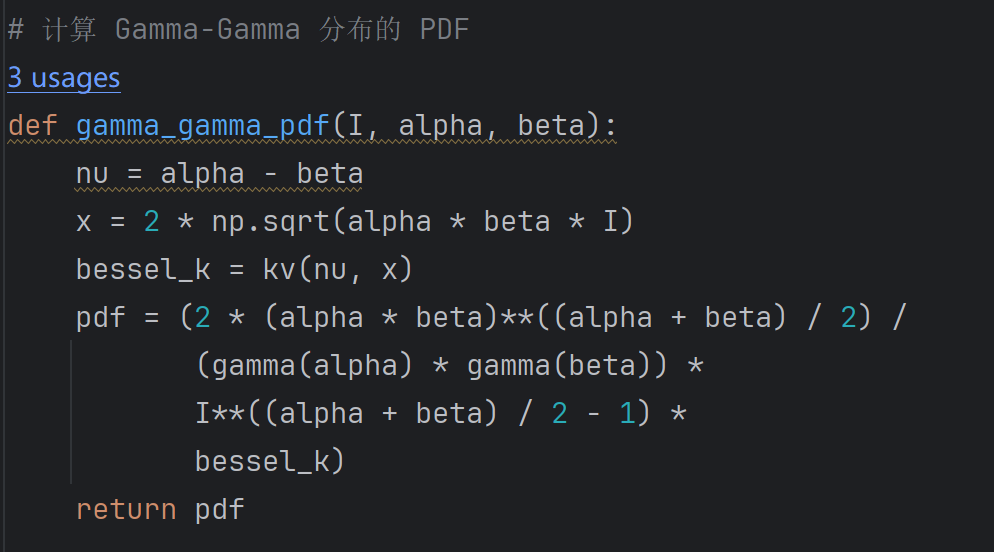 # 计算 Gamma-Gamma 分布的 PDF
3 usages
def gamma_gamma_pdf(I, alpha, beta):
    nu = alpha - beta
    x = 2 * np.sqrt(alpha * beta * I)
    bessel_k = kv(nu, x)
    pdf = (2 * (alpha * beta)**((alpha + beta) / 2) /
           (gamma(alpha) * gamma(beta)) *
           I**((alpha + beta) / 2 - 1) *
           bessel_k)
    return pdf